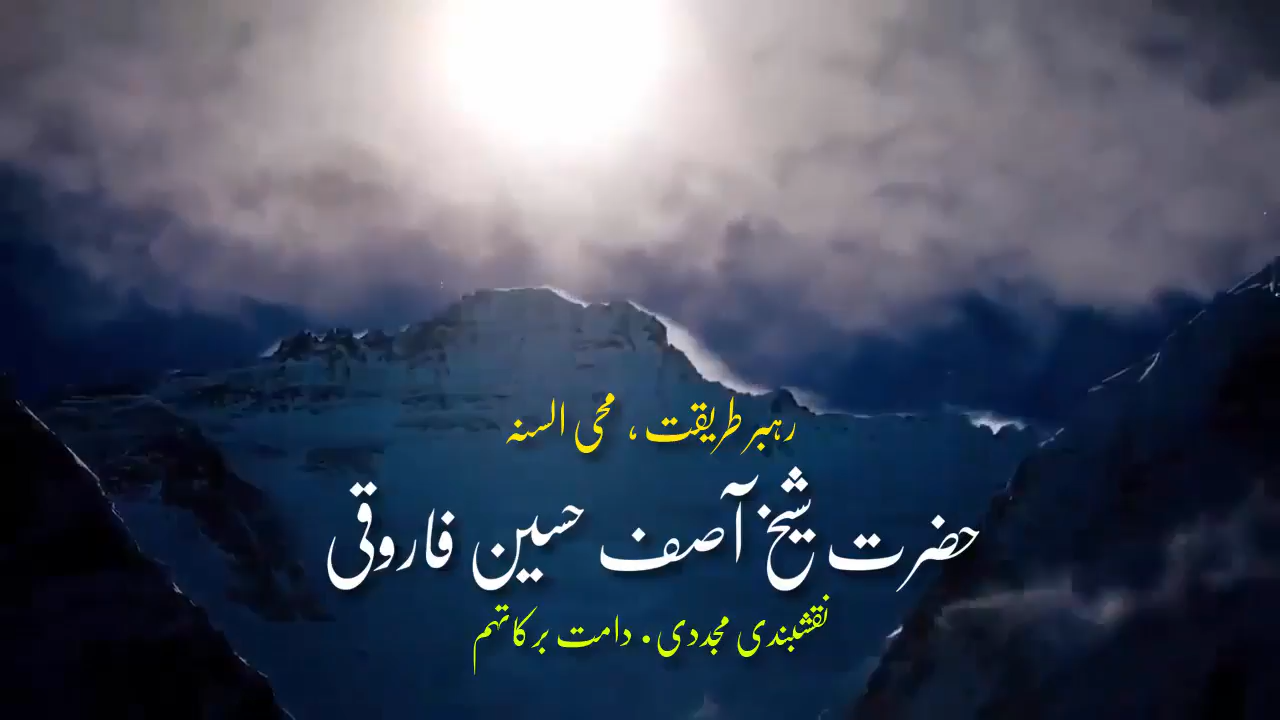 رہبر طریقت ، محی السنہ
حضرت شیخ آصف حسین فاروقی
نقشبندی مجددی ۔ دامت برکاتہم